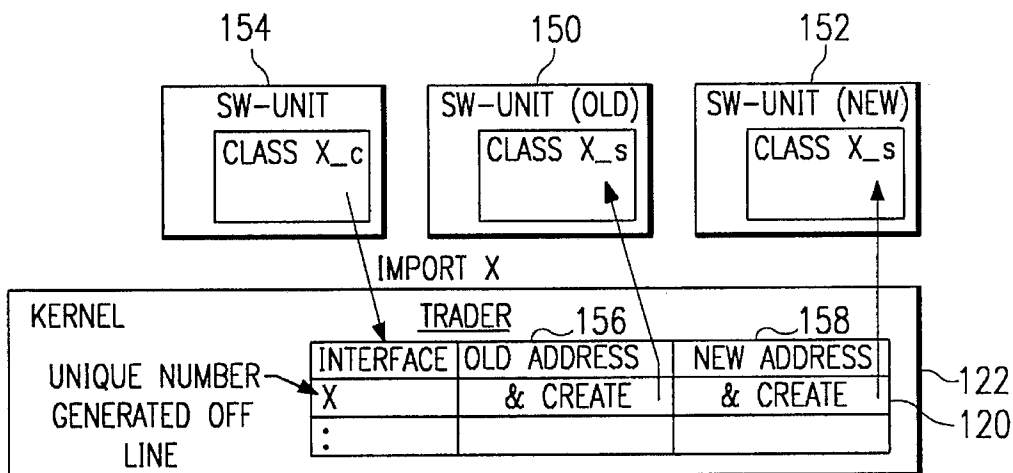 154
150
152
SW-UNIT
CLASS X_c
SW-UNIT (OLD)
CLASS X_s
SW-UNIT (NEW)
CLASS X_s
IMPORT X
KERNEL
TRADER
156
158
INTERFACE
OLD ADDRESS
NEW ADDRESS
X
& CREATE
& CREATE
:
UNIQUE NUMBER
GENERATED OFF
LINE
122
120